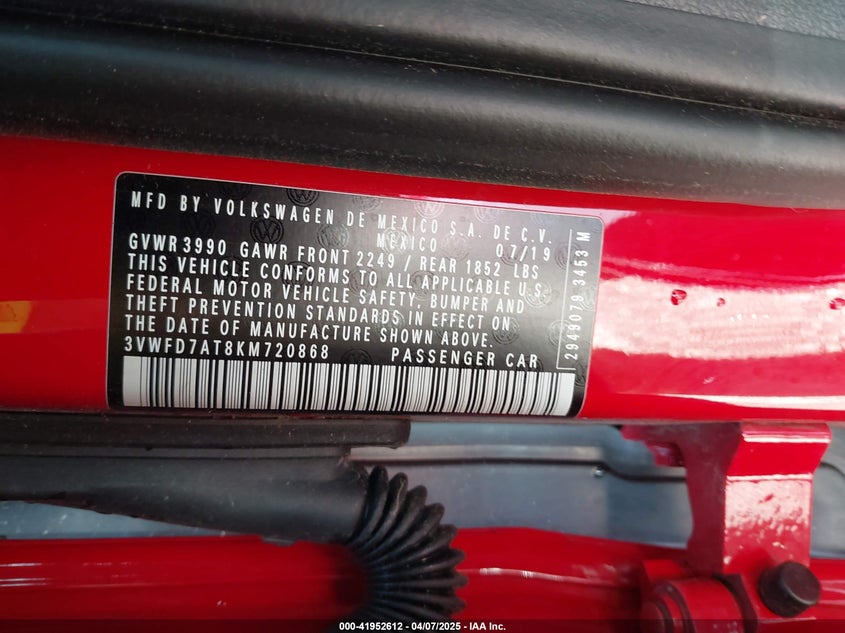 MFD BY VOLKSWAGEN DE MEXICO S.A. DE C.V.
MEXICO 07/19
GVWR 3990 GAWR FRONT 2249 / REAR 1852 LBS
THIS VEHICLE CONFORMS TO ALL APPLICABLE U.S.
FEDERAL MOTOR VEHICLE SAFETY, BUMPER AND
THEFT PREVENTION STANDARDS IN EFFECT ON
THE DATE OF MANUFACTURE SHOWN ABOVE.
3VWFD7AT8KM720868 PASSENGER CAR
2949079 3453 M
000-41952612 - 04/07/2025 - IAA Inc.